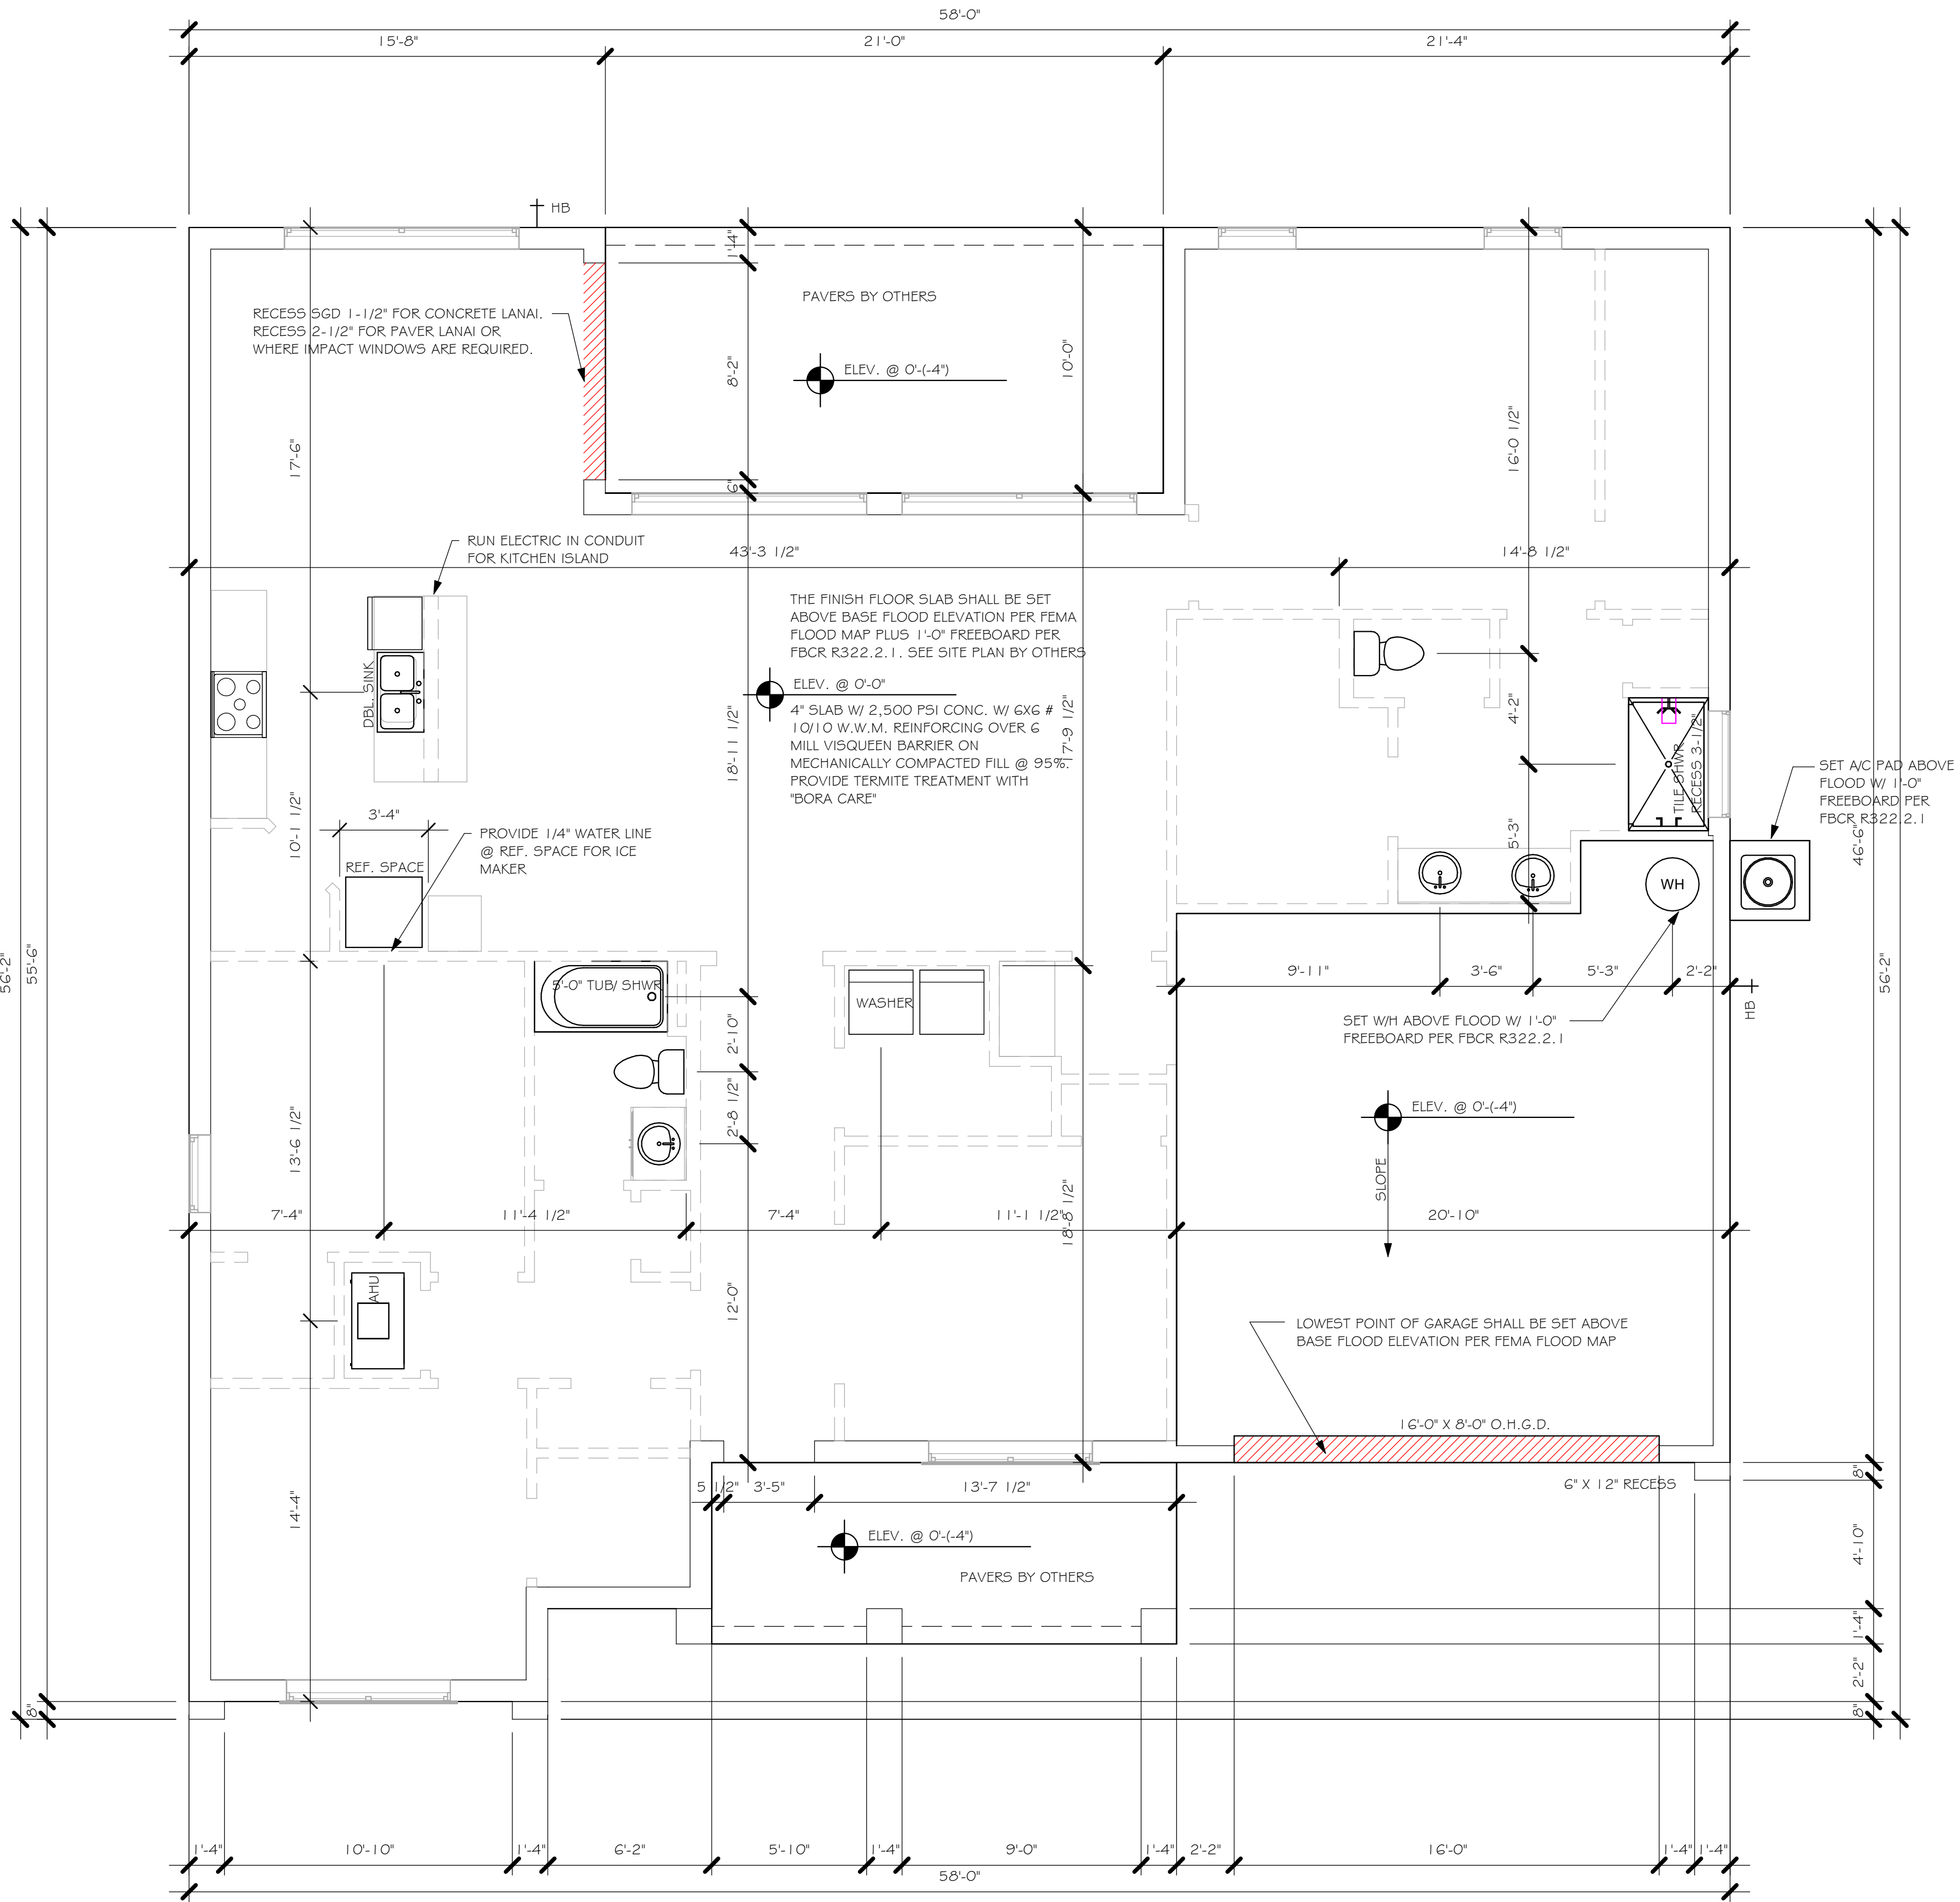 58'-0"
15'-8"
21'-0"
21'-4"
HB
1'-4"
PAVERS BY OTHERS
RECESS SGD 1-1/2" FOR CONCRETE LANAI.
RECESS 2-1/2" FOR PAVER LANAI OR
WHERE IMPACT WINDOWS ARE REQUIRED.
8'-2"
10'-0"
ELEV. @ 0'-(-4")
17'-6"
16'-0 1/2"
6"
RUN ELECTRIC IN CONDUIT
FOR KITCHEN ISLAND
43'-3 1/2"
14'-8 1/2"
THE FINISH FLOOR SLAB SHALL BE SET
ABOVE BASE FLOOD ELEVATION PER FEMA
FLOOD MAP PLUS 1'-0" FREEBOARD PER
FBCR R322.2.1. SEE SITE PLAN BY OTHERS
ELEV. @ 0'-0"
4" SLAB W/ 2,500 PSI CONC. W/ 6X6 #
10/10 W.W.M. REINFORCING OVER 6
MILL VISQUEEN BARRIER ON
MECHANICALLY COMPACTED FILL @ 95%.
PROVIDE TERMITE TREATMENT WITH
"BORA CARE"
DBL. SINK
18'-11 1/2"
17'-9 1/2"
4'-2"
TILE SHWR
RECESS 3-1/2"
SET A/C PAD ABOVE
FLOOD W/ 1'-0"
FREEBOARD PER
FBCR R322.2.1
46'-6"
5'-3"
10'-1 1/2"
3'-4"
PROVIDE 1/4" WATER LINE
@ REF. SPACE FOR ICE
MAKER
REF. SPACE
WH
56'-2"
55'-6"
9'-11"
3'-6"
5'-3"
2'-2"
56'-2"
5'-0" TUB/ SHWR
WASHER
HB
SET W/H ABOVE FLOOD W/ 1'-0"
FREEBOARD PER FBCR R322.2.1
2'-10"
2'-8 1/2"
13'-6 1/2"
ELEV. @ 0'-(-4")
SLOPE
7'-4"
11'-4 1/2"
7'-4"
11'-1 1/2"
18'-8 1/2"
20'-10"
AHU
12'-0"
LOWEST POINT OF GARAGE SHALL BE SET ABOVE
BASE FLOOD ELEVATION PER FEMA FLOOD MAP
16'-0" X 8'-0" O.H.G.D.
8"
6" X 12" RECESS
5 1/2"
3'-5"
13'-7 1/2"
14'-4"
ELEV. @ 0'-(-4")
PAVERS BY OTHERS
4'-10"
1'-4"
2'-2"
8"
8"
1'-4"
10'-10"
1'-4"
6'-2"
5'-10"
1'-4"
9'-0"
1'-4"
2'-2"
16'-0"
1'-4"
1'-4"
58'-0"